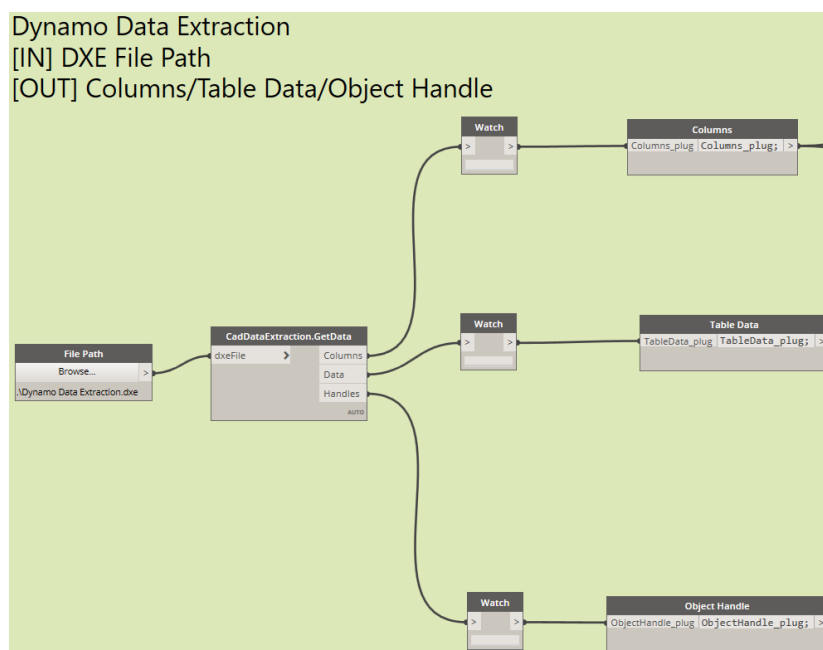 Dynamo Data Extraction
[IN] DXE File Path
[OUT] Columns/Table Data/Object Handle
Watch
> >
Columns
Columns_plug Columns_plug; >
File Path
Browse... >
.\Dynamo Data Extraction.dxe
CadDataExtraction.GetData
dxeFile > Columns
Data
Handles
AUTO
Watch
> >
Table Data
TableData_plug TableData_plug; >
Watch
> >
Object Handle
ObjectHandle_plug ObjectHandle_plug; >